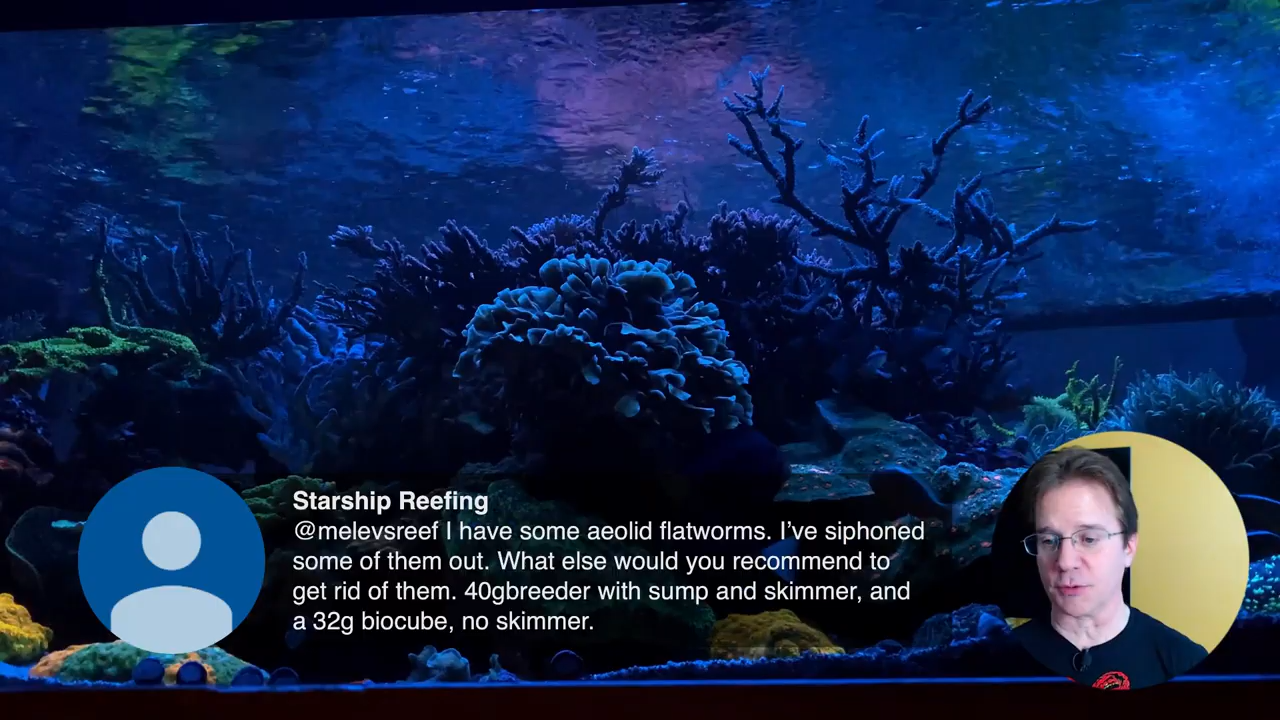 Starship Reefing
@melevsreef I have some aeolid flatworms. I’ve siphoned
some of them out. What else would you recommend to
get rid of them. 40gbreeder with sump and skimmer, and
a 32g biocube, no skimmer.